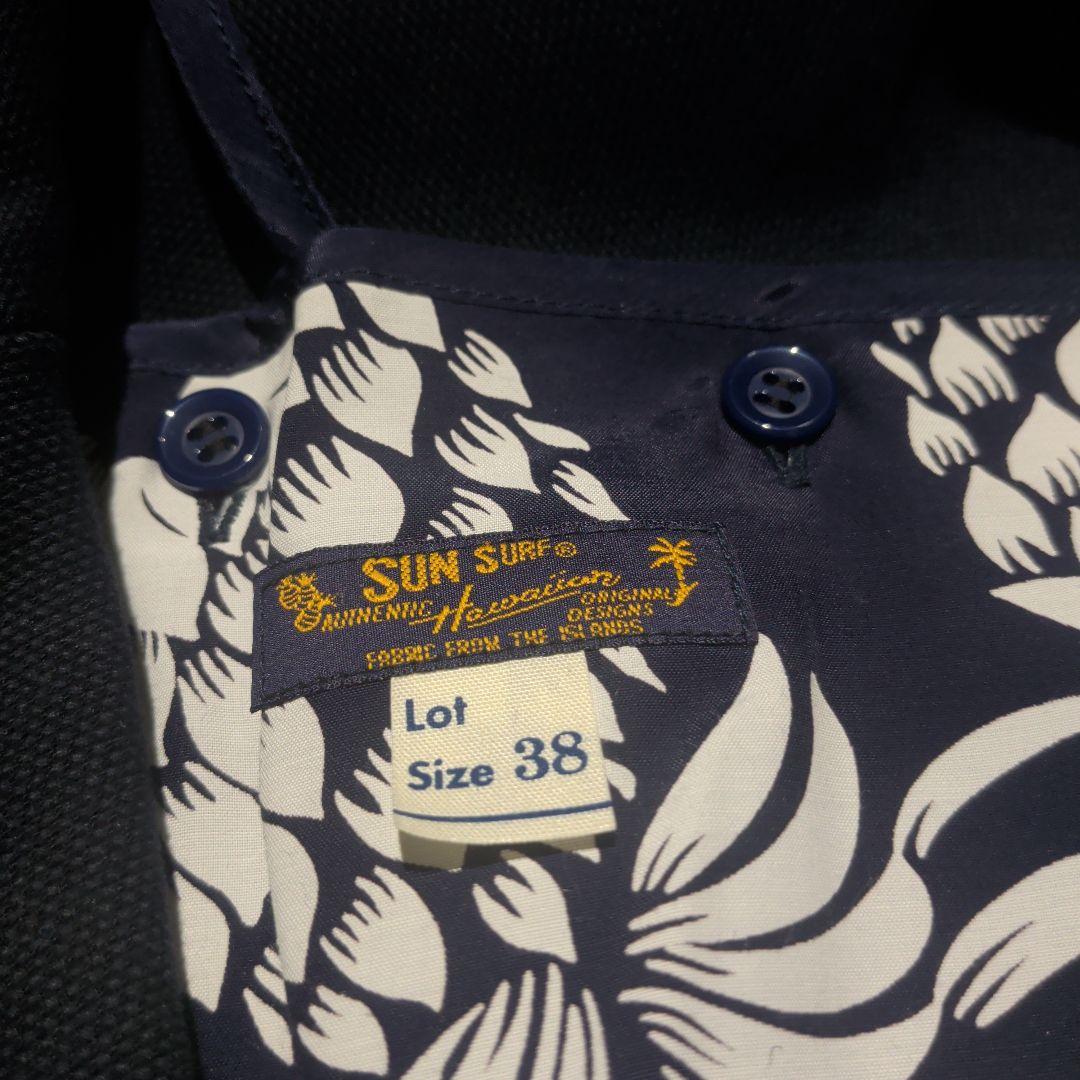 SUN SURF®
AUTHENTIC Hawaiian ORIGINAL DESIGNS
FABRIC FROM THE ISLANDS
Lot
Size 38